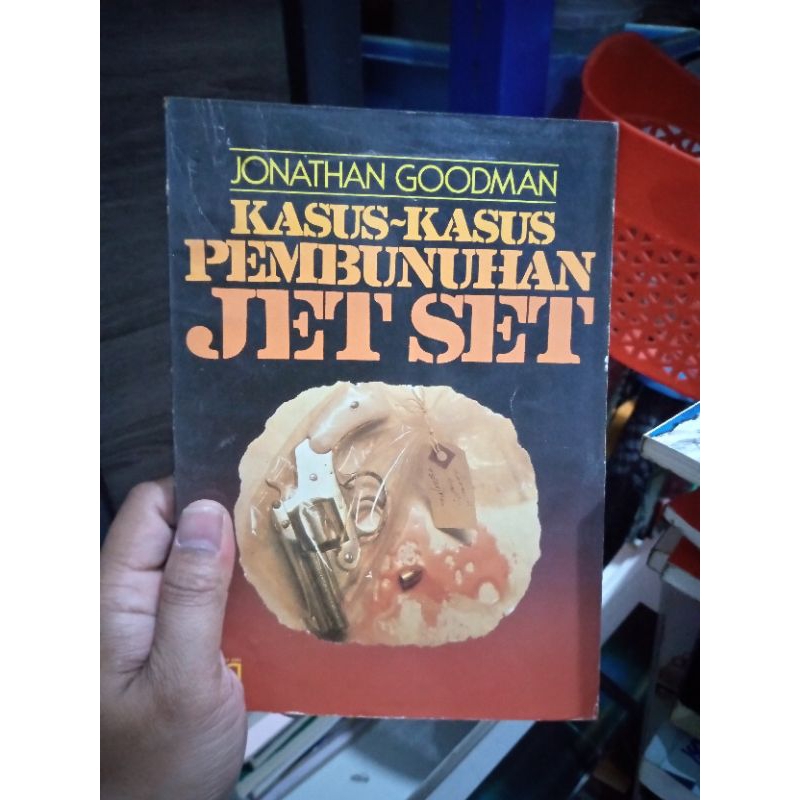 JONATHAN GOODMAN
KASUS~KASUS
PEMBUNUHAN
JET SET